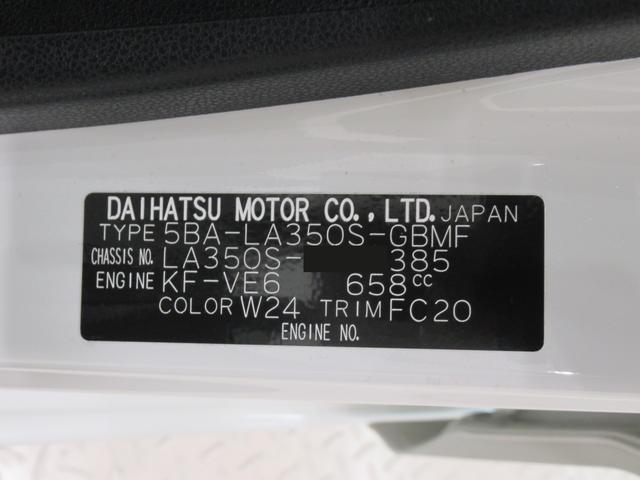 DAIHATSU MOTOR CO.,LTD. JAPAN
TYPE 5BA-LA350S-GBMF
CHASSIS NO. LA350S- 385
ENGINE KF-VE6 658cc
COLOR W24 TRIM FC20
ENGINE NO.